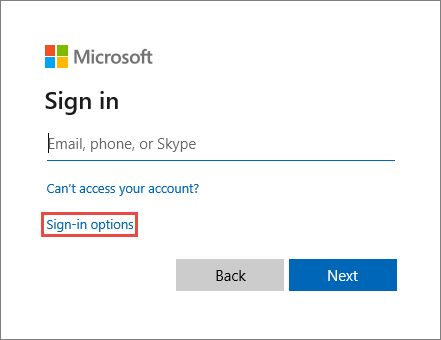 Microsoft
Sign in
Email, phone, or Skype
Can't access your account?
Sign-in options
Back Next